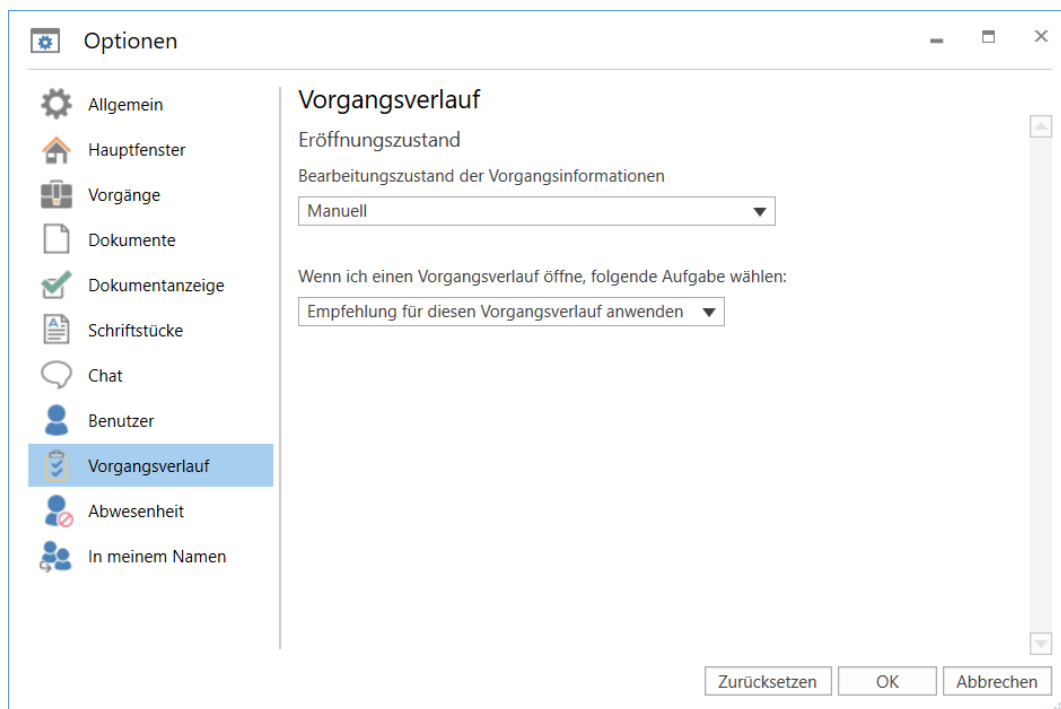 Optionen
Allgemein
Hauptfenster
Vorgänge
Dokumente
Dokumentanzeige
Schriftstücke
Chat
Benutzer
Vorgangsverlauf
Abwesenheit
In meinem Namen
Vorgangsverlauf
Eröffnungszustand
Bearbeitungszustand der Vorgangsinformationen
Manuell
Wenn ich einen Vorgangsverlauf öffne, folgende Aufgabe wählen:
Empfehlung für diesen Vorgangsverlauf anwenden
Zurücksetzen OK Abbrechen